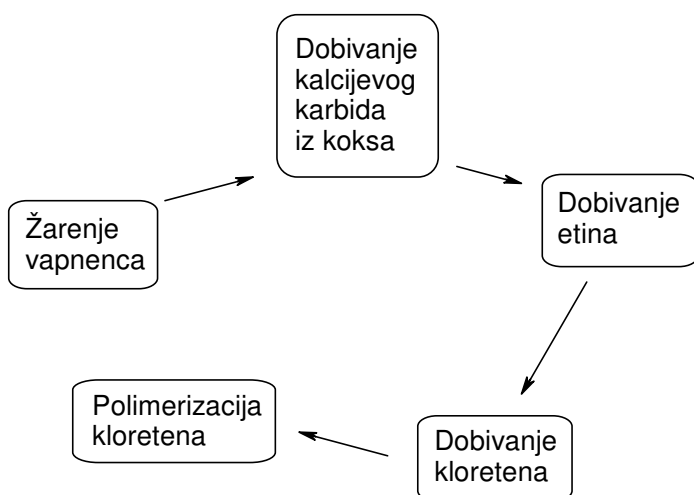 Dobivanje
kalcijevog
karbida
iz koksa
Žarenje
vapnenca
Dobivanje
etina
Polimerizacija
kloretena
Dobivanje
kloretena